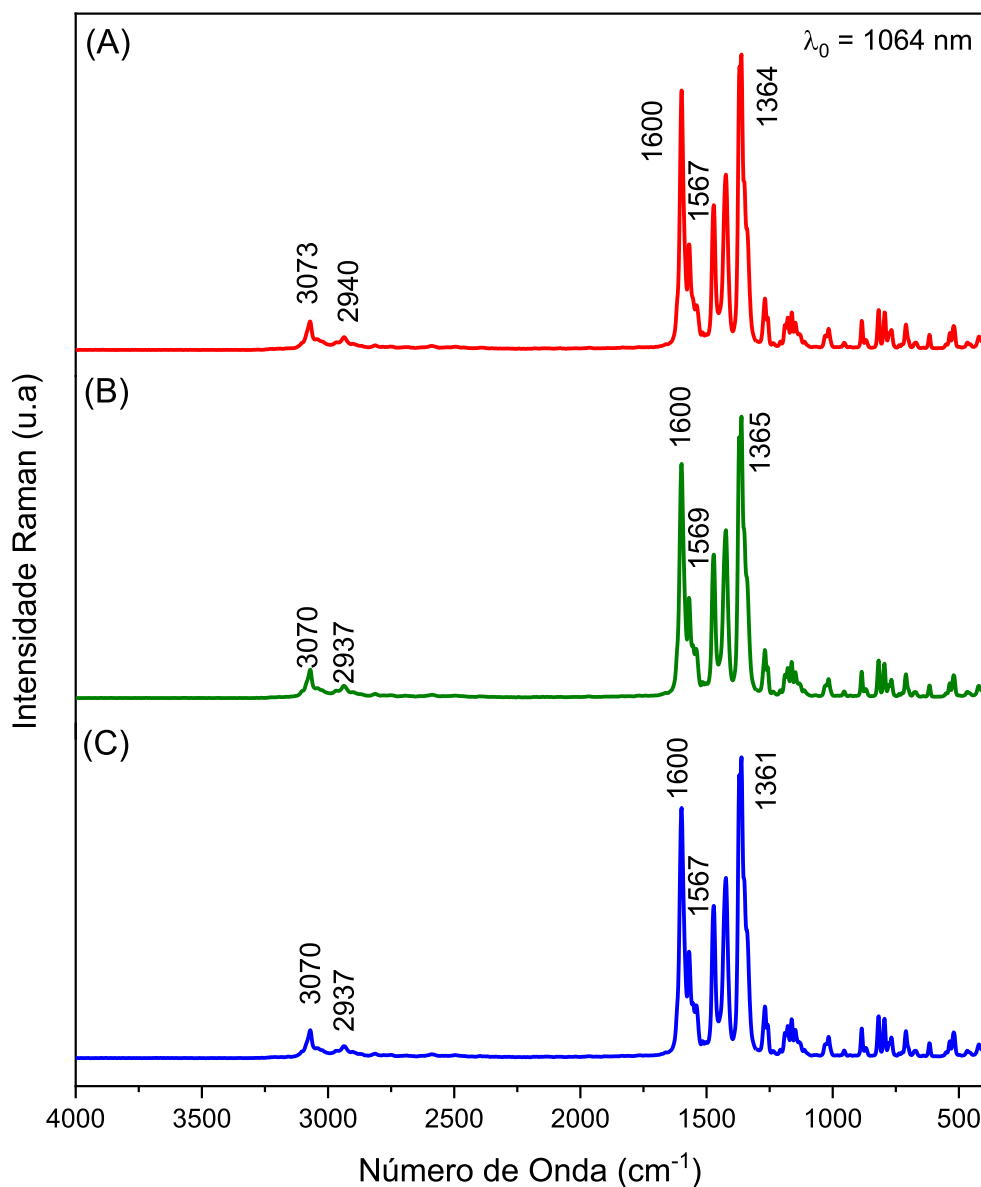 (A)
λ₀ = 1064 nm
3073
2940
1600
1567
1364
(B)
3070
2937
1600
1569
1365
(C)
3070
2937
1600
1567
1361
Intensidade Raman (u.a)
4000 3500 3000 2500 2000 1500 1000 500
Número de Onda (cm⁻¹)